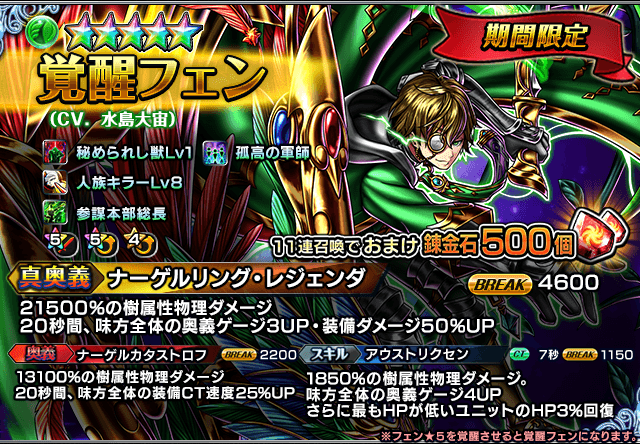 期間限定
覚醒フェン
(CV. 水島大宙)
秘められし獣Lv1 孤高の軍師
人族キラーLv8
参謀本部総長
5 5 4
11連召喚でおまけ錬金石500個
真奥義 ナーゲルリング・レジェンダ BREAK 4600
21500%の樹属性物理ダメージ
20秒間、味方全体の奥義ゲージ3UP・装備ダメージ50%UP
奥義 ナーゲルカタストロフ BREAK 2200
13100%の樹属性物理ダメージ
20秒間、味方全体の装備CT速度25%UP
スキル アウストリクセン CT 7秒 BREAK 1150
1850%の樹属性物理ダメージ。
味方全体の奥義ゲージ4UP
さらに最もHPが低いユニットのHP3%回復
※フェン★5を覚醒させると覚醒フェンになります。